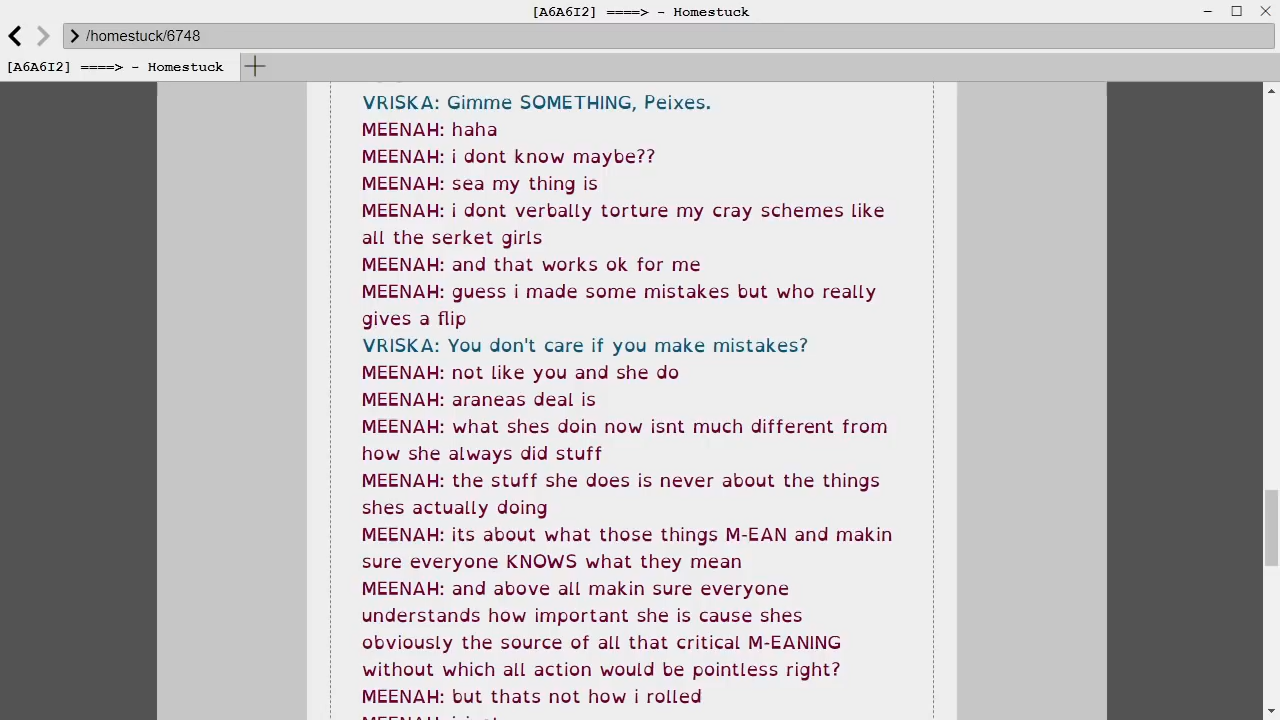 [A6A6I2] ====> - Homestuck
/homestuck/6748
[A6A6I2] ====> - Homestuck
VRISKA: Gimme SOMETHING, Peixes.
MEENAH: haha
MEENAH: i dont know maybe??
MEENAH: sea my thing is
MEENAH: i dont verbally torture my cray schemes like
all the serket girls
MEENAH: and that works ok for me
MEENAH: guess i made some mistakes but who really
gives a flip
VRISKA: You don't care if you make mistakes?
MEENAH: not like you and she do
MEENAH: araneas deal is
MEENAH: what shes doin now isnt much different from
how she always did stuff
MEENAH: the stuff she does is never about the things
shes actually doing
MEENAH: its about what those things M-EAN and makin
sure everyone KNOWS what they mean
MEENAH: and above all makin sure everyone
understands how important she is cause shes
obviously the source of all that critical M-EANING
without which all action would be pointless right?
MEENAH: but thats not how i rolled